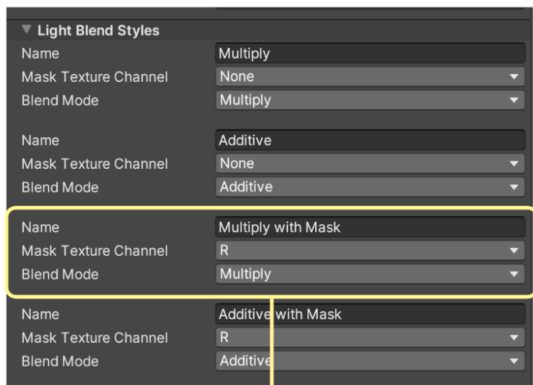 Light Blend Styles
Name Multiply
Mask Texture Channel None
Blend Mode Multiply
Name Additive
Mask Texture Channel None
Blend Mode Additive
Name Multiply with Mask
Mask Texture Channel R
Blend Mode Multiply
Name Additive with Mask
Mask Texture Channel R
Blend Mode Additive